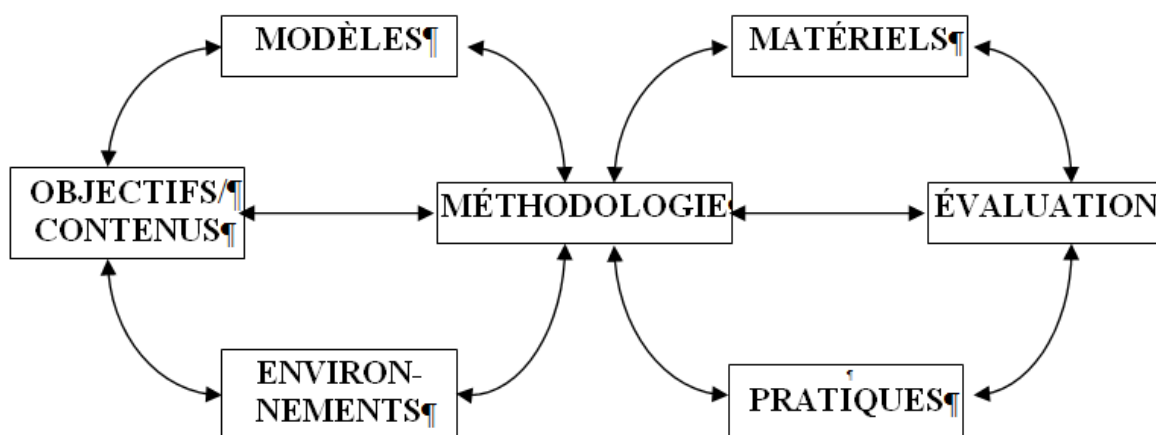 MODÈLES¶
MATÉRIELS¶
OBJECTIFS/¶
CONTENUS¶
MÉTHODOLOGIE¶
ÉVALUATION
ENVIRON-
NEMENTS¶
¶
PRATIQUES¶